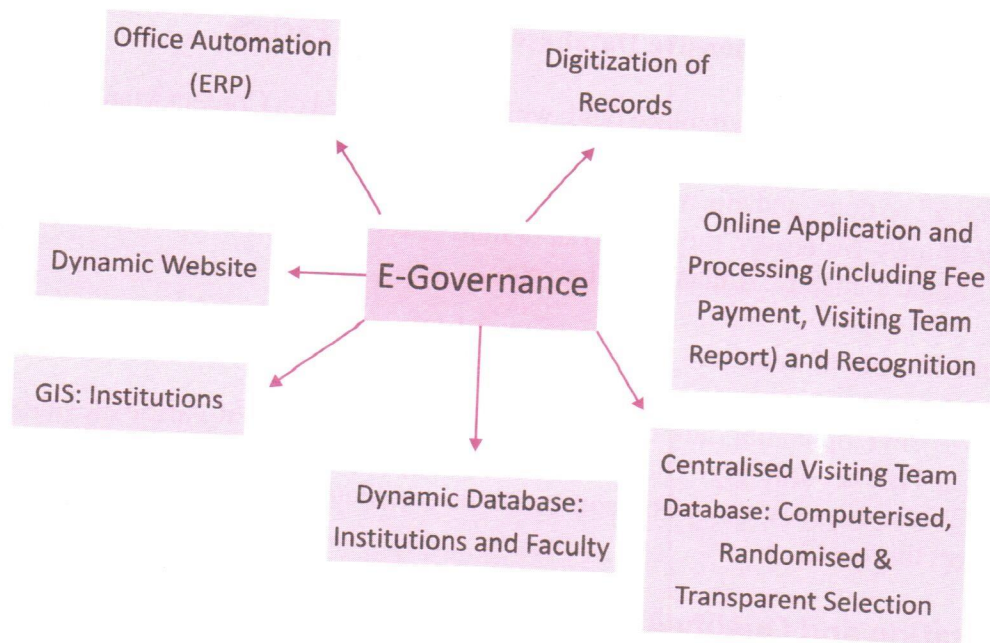 Office Automation
(ERP)
Digitization of
Records
Online Application and
Processing (including Fee
Payment, Visiting Team
Report) and Recognition
Dynamic Website
E-Governance
GIS: Institutions
Dynamic Database:
Institutions and Faculty
Centralised Visiting Team
Database: Computerised,
Randomised &
Transparent Selection